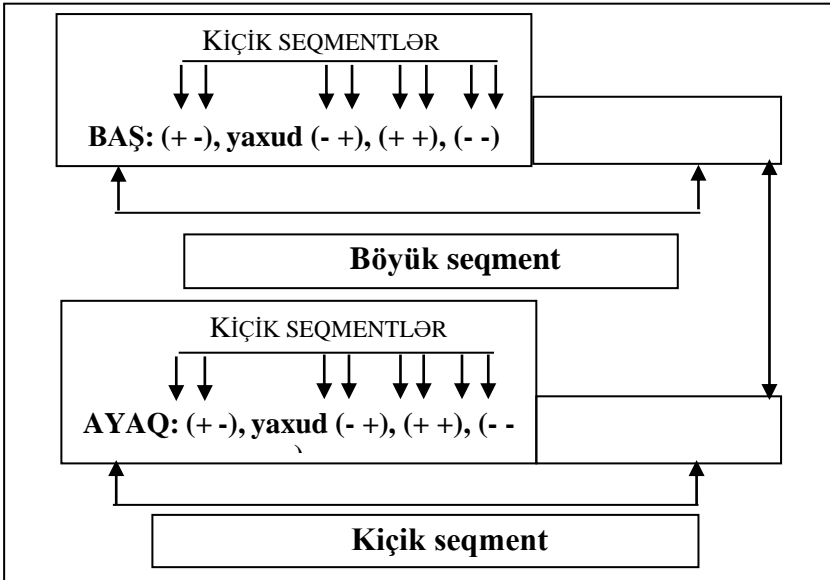 KİÇİK SEQMENTLƏR
BAŞ: (+ -), yaxud (- +), (+ +), (- -)
Böyük seqment
KİÇİK SEQMENTLƏR
AYAQ: (+ -), yaxud (- +), (+ +), (- -
)
Kiçik seqment